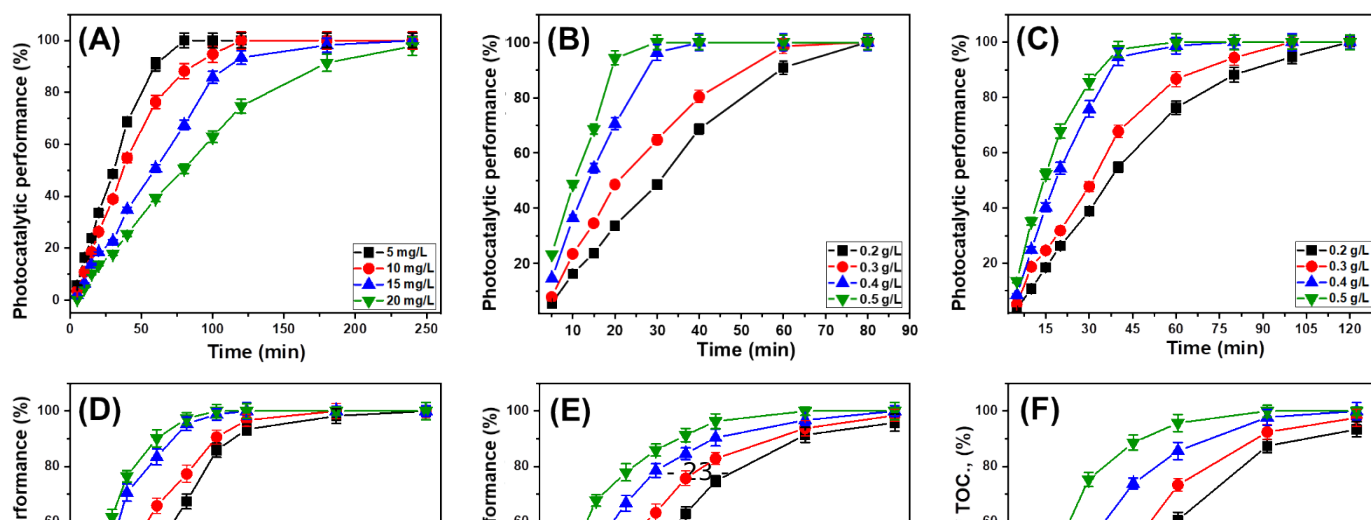 (A)
Photocatalytic performance (%)
100
80
60
40
20
0
5 mg/L
10 mg/L
15 mg/L
20 mg/L
0 50 100 150 200 250
Time (min)
(B)
Photocatalytic performance (%)
100
80
60
40
20
0.2 g/L
0.3 g/L
0.4 g/L
0.5 g/L
10 20 30 40 50 60 70 80 90
Time (min)
(C)
Photocatalytic performance (%)
100
80
60
40
20
0.2 g/L
0.3 g/L
0.4 g/L
0.5 g/L
15 30 45 60 75 90 105 120
Time (min)
(D)
rformance (%)
100
80
(E)
formance (%)
100
80
- 23 -
(F)
TOC., (%)
100
80